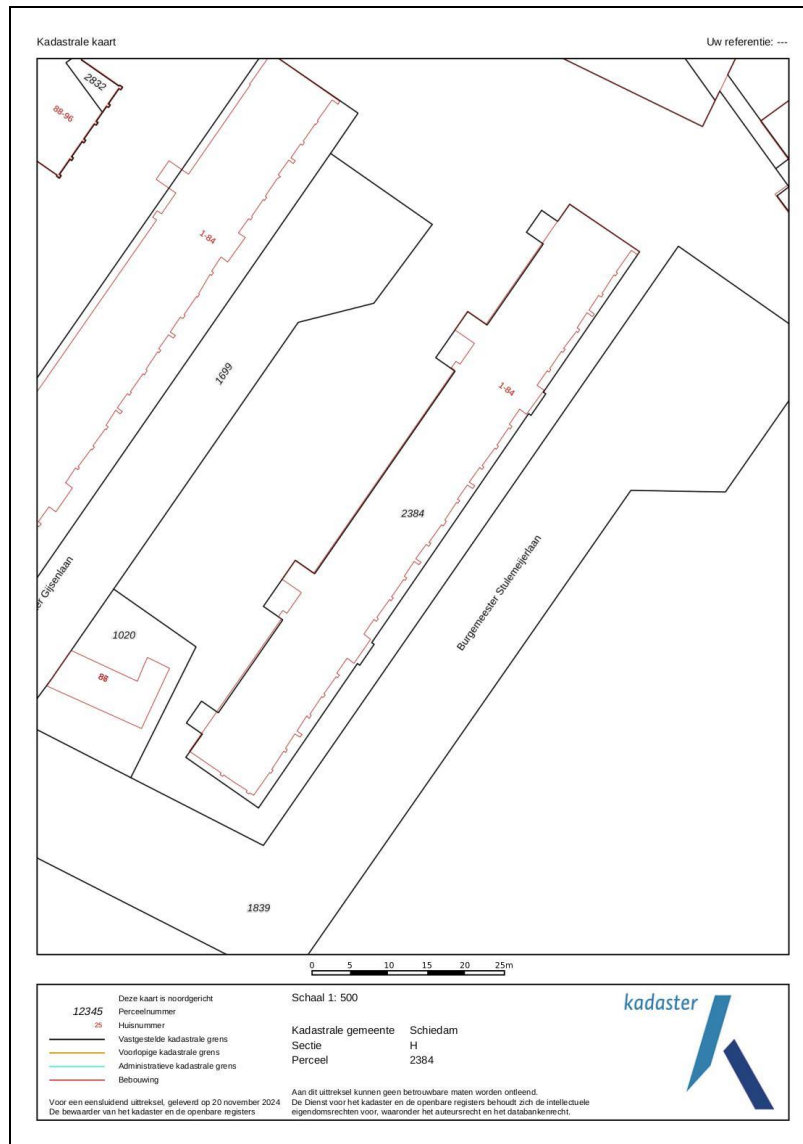 Kadastrale kaart
Uw referentie: ---
2832
88-96
1-84
1699
1-84
2384
er Gijsenlaan
Burgemeester Stulemeijerlaan
1020
88
1839
0 5 10 15 20 25m
Deze kaart is noordgericht
12345 Perceelnummer
25 Huisnummer
Vastgestelde kadastrale grens
Voorlopige kadastrale grens
Administratieve kadastrale grens
Bebouwing
Voor een eensluidend uittreksel, geleverd op 20 november 2024
De bewaarder van het kadaster en de openbare registers
Schaal 1: 500
Kadastrale gemeente Schiedam
Sectie H
Perceel 2384
Aan dit uittreksel kunnen geen betrouwbare maten worden ontleend.
De Dienst voor het kadaster en de openbare registers behoudt zich de intellectuele
eigendomsrechten voor, waaronder het auteursrecht en het databankenrecht.
kadaster